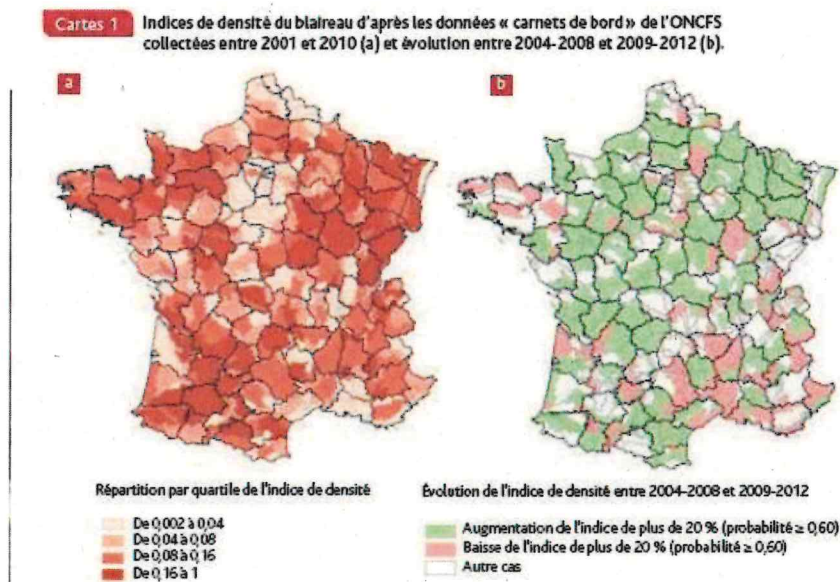 Cartes 1
Indices de densité du blaireau d'après les données « carnets de bord » de l'ONCFS
collectées entre 2001 et 2010 (a) et évolution entre 2004-2008 et 2009-2012 (b).
a
b
Répartition par quartile de l'indice de densité
De 0,002 à 0,04
De 0,04 à 0,08
De 0,08 à 0,16
De 0,16 à 1
Évolution de l'indice de densité entre 2004-2008 et 2009-2012
Augmentation de l'indice de plus de 20 % (probabilité ≥ 0,60)
Baisse de l'indice de plus de 20 % (probabilité ≥ 0,60)
Autre cas